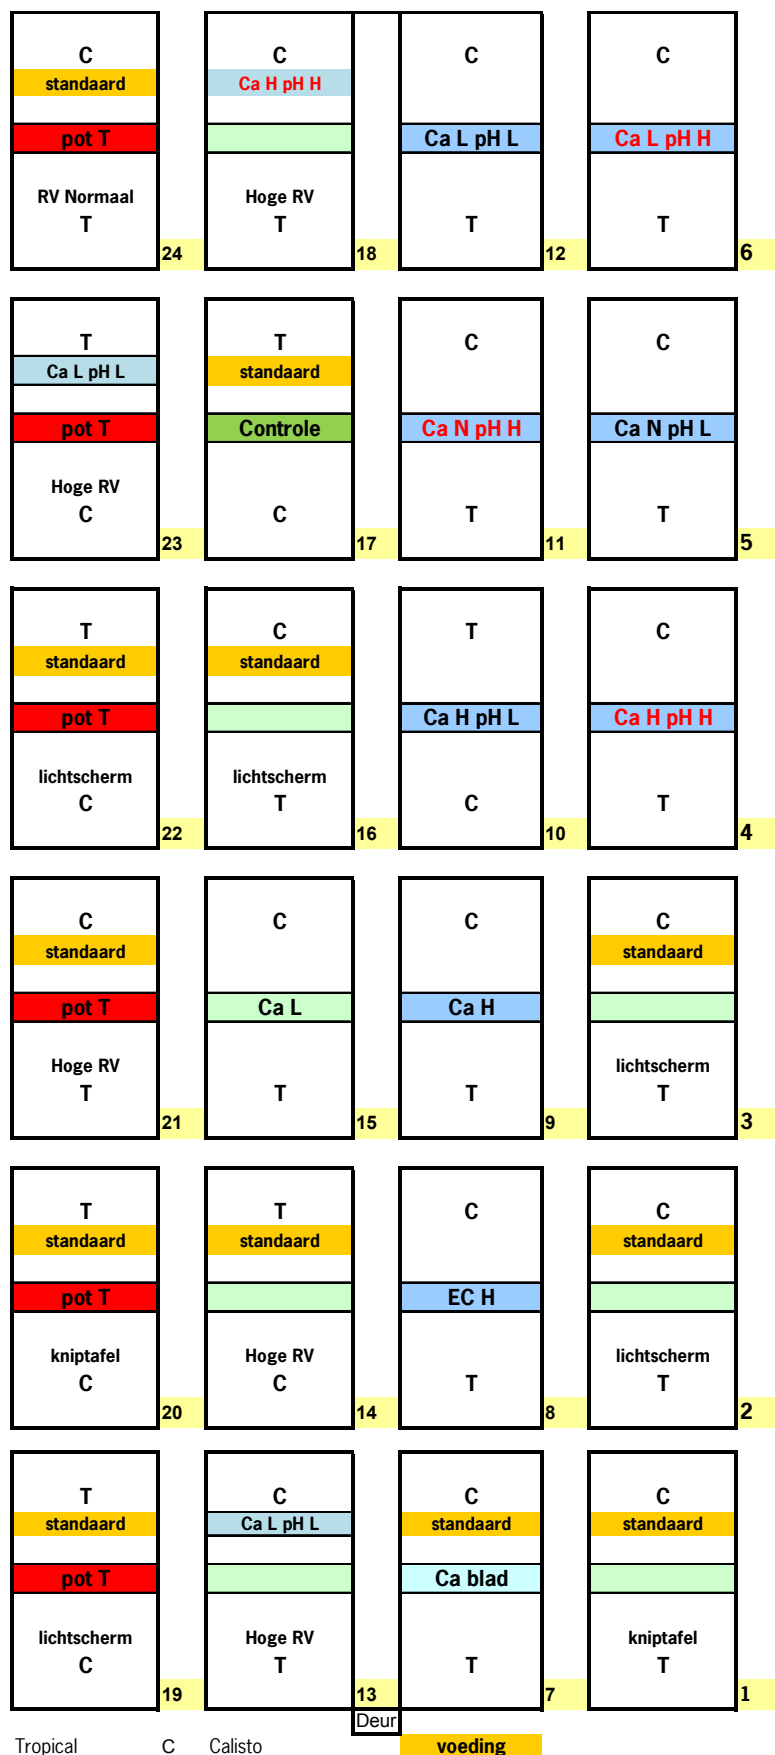 C C C C
standaard Ca H pH H
pot T Ca L pH L Ca L pH H
RV Normaal Hoge RV
T T T T
24 18 12 6
T T C C
Ca L pH L standaard
pot T Controle Ca N pH H Ca N pH L
Hoge RV
C C T T
23 17 11 5
T C T C
standaard standaard
pot T Ca H pH L Ca H pH H
lichtscherm lichtscherm
C T C T
22 16 10 4
C C C C
standaard standaard
pot T Ca L Ca H
Hoge RV lichtscherm
T T T T
21 15 9 3
T T C C
standaard standaard standaard
pot T EC H
kniptafel Hoge RV lichtscherm
C C T T
20 14 8 2
T C C C
standaard Ca L pH L standaard standaard
pot T Ca blad
lichtscherm Hoge RV kniptafel
C T T T
19 13 7 1
Deur
Tropical C Calisto voeding